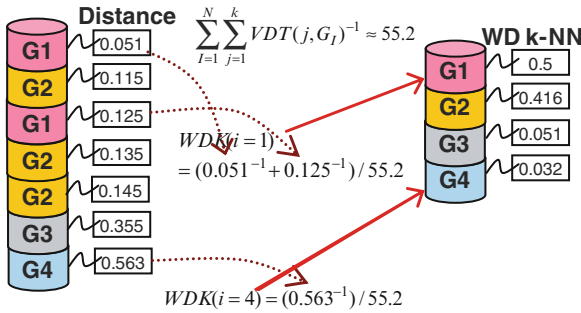 Distance
G1 0.051
G2 0.115
G1 0.125
G2 0.135
G2 0.145
G3 0.355
G4 0.563
\sum_{I=1}^{N} \sum_{j=1}^{k} VDT(j, G_I)^{-1} ≈ 55.2
WDK(i=1)
= (0.051^{-1} + 0.125^{-1}) / 55.2
WDK(i = 4) = (0.563^{-1}) / 55.2
WD k-NN
G1 0.5
G2 0.416
G3 0.051
G4 0.032